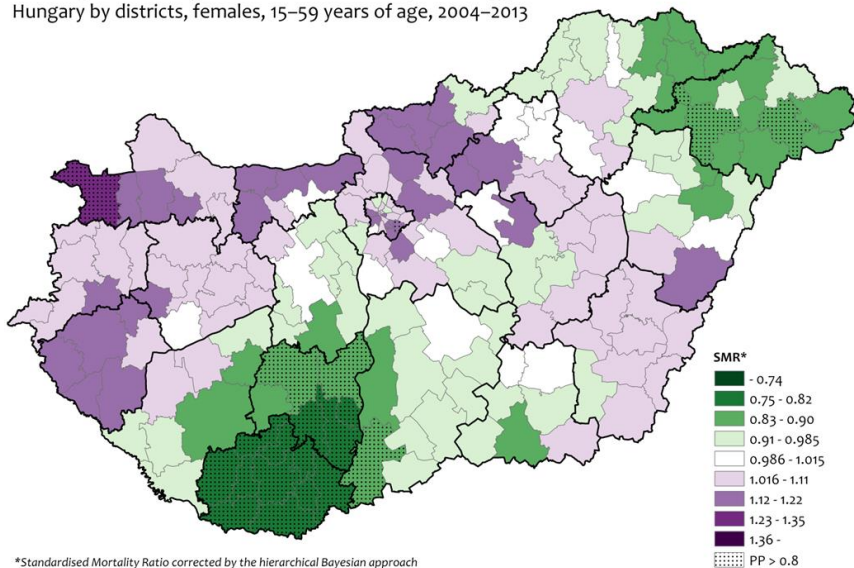 Hungary by districts, females, 15–59 years of age, 2004–2013
SMR*
- 0.74
0.75 - 0.82
0.83 - 0.90
0.91 - 0.985
0.986 - 1.015
1.016 - 1.11
1.12 - 1.22
1.23 - 1.35
1.36 -
PP > 0.8
*Standardised Mortality Ratio corrected by the hierarchical Bayesian approach